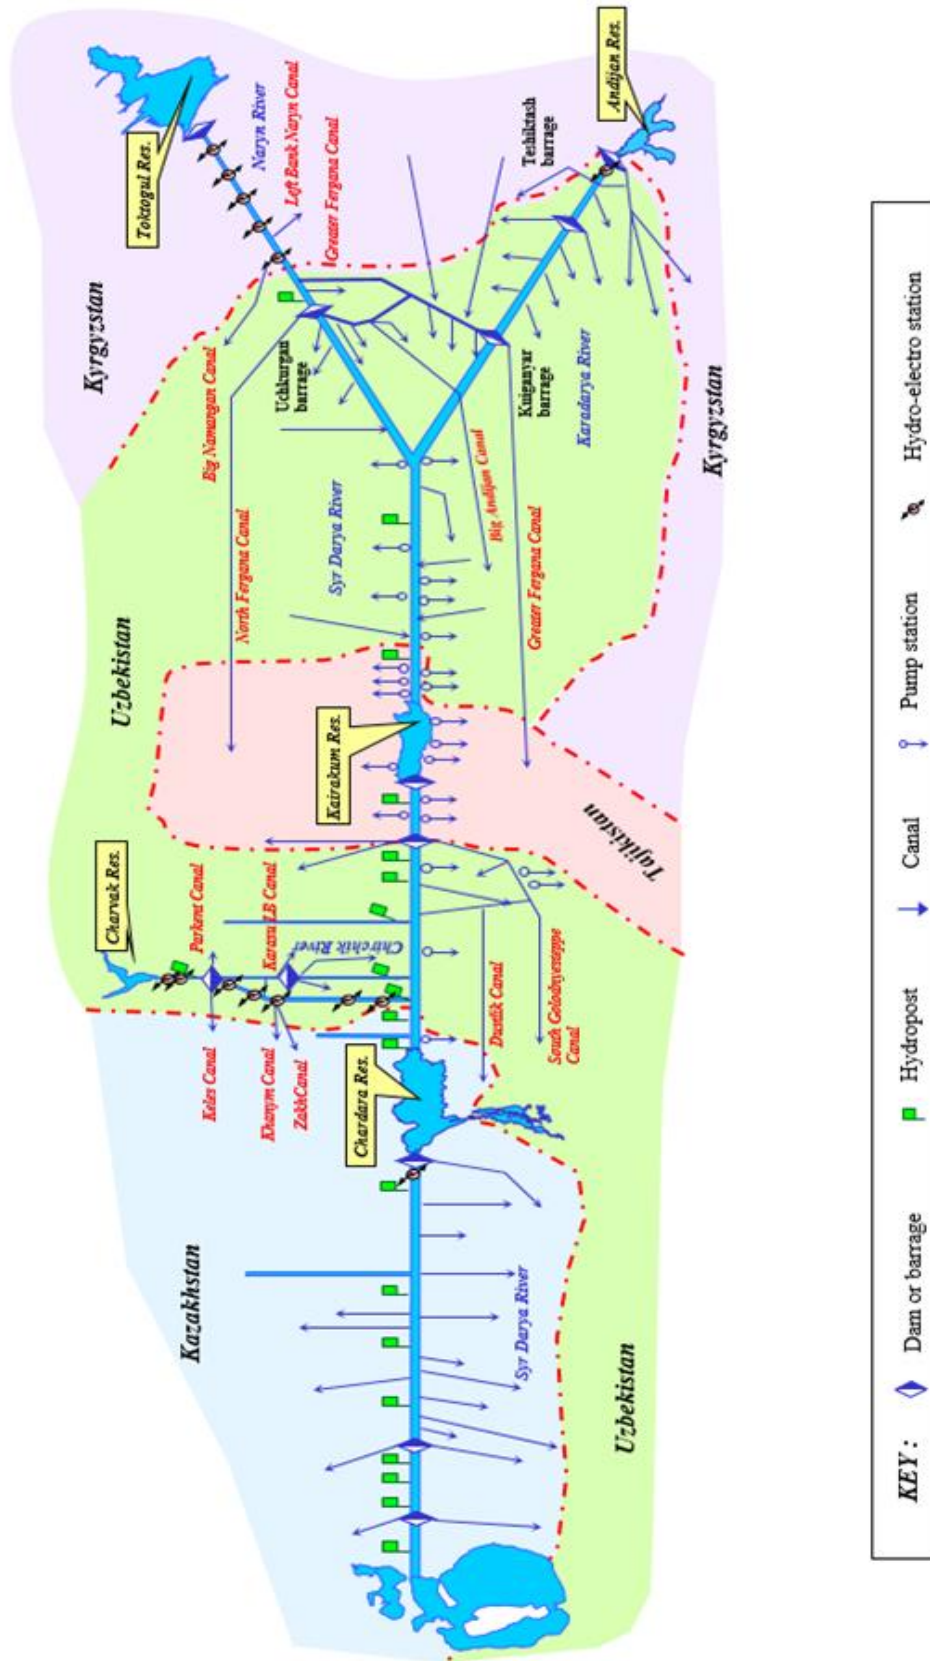 Kazakhstan
Uzbekistan
Kyrgyzstan
Charvak Res.
Toktogul Res.
Naryn River
Left Bank Naryn Canal
Greater Fergana Canal
Keles Canal
Parkent Canal
Khanym Canal
Karasu LB Canal
ZakhCanal
Chirchik River
North Fergana Canal
Big Namangan Canal
Uchkurgan
barrage
Chardara Res.
Kairakum Res.
Syr Darya River
Andijan Res.
Teshiktash
barrage
Syr Darya River
Dustlik Canal
South Golodnyesteppe
Canal
Big Andijan Canal
Greater Fergana Canal
Kuiganyar
barrage
Karadarya River
Uzbekistan
Tajikistan
Kyrgyzstan
KEY :
Dam or barrage
Hydropost
Canal
Pump station
Hydro-electro station